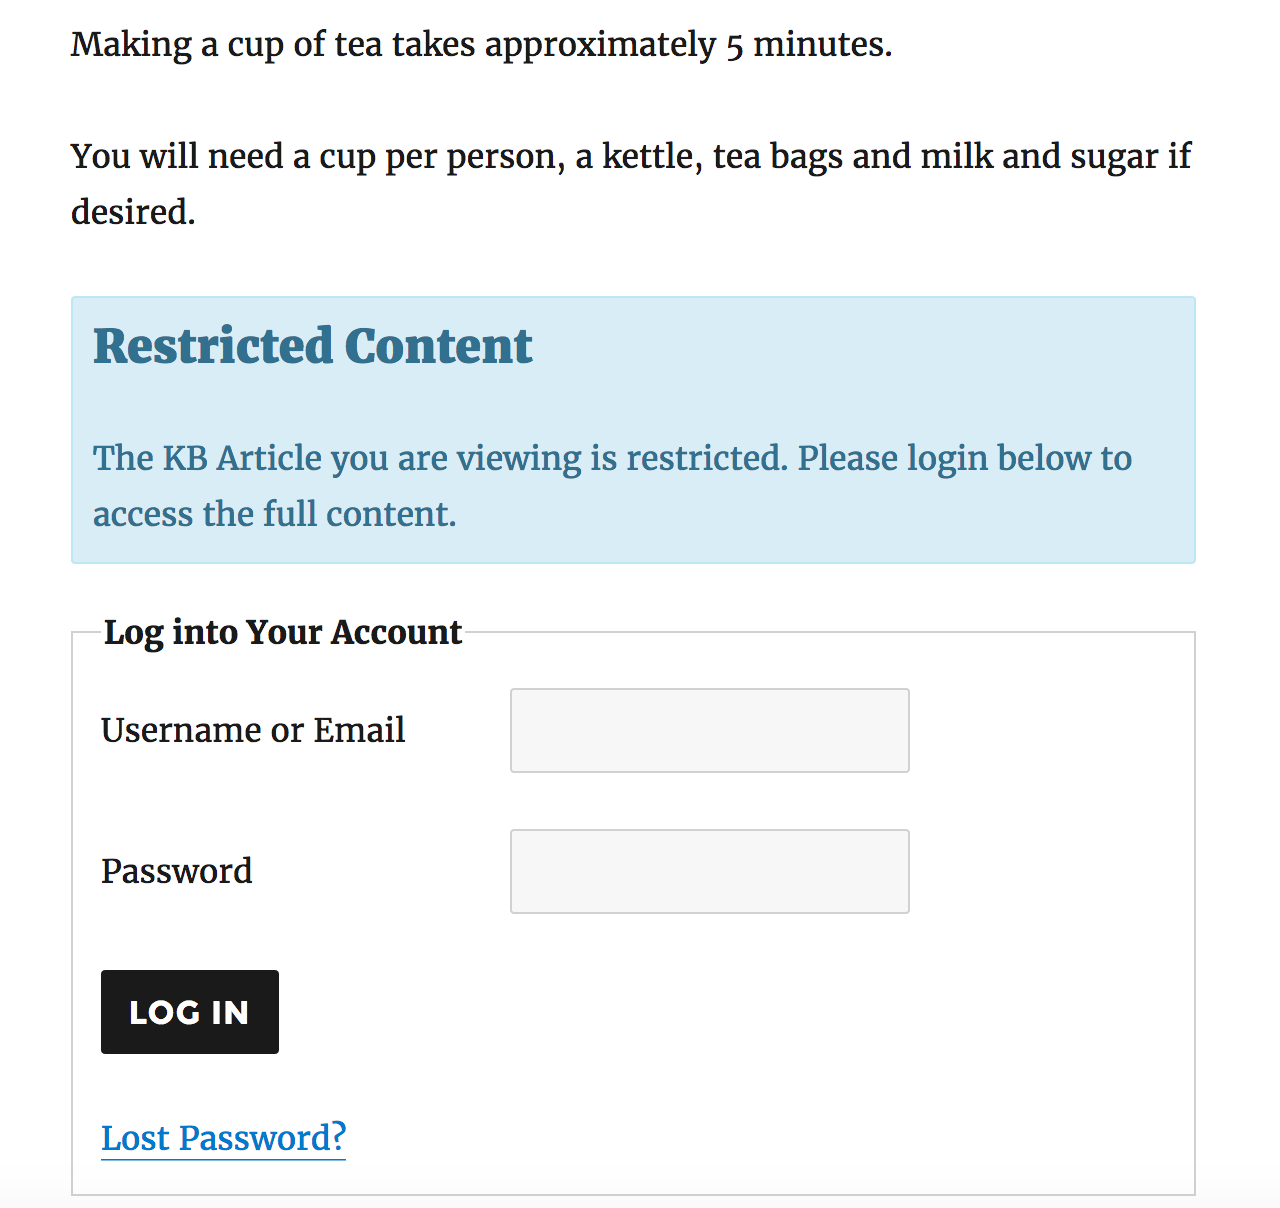 Making a cup of tea takes approximately 5 minutes.
You will need a cup per person, a kettle, tea bags and milk and sugar if
desired.
Restricted Content
The KB Article you are viewing is restricted. Please login below to
access the full content.
Log into Your Account
Username or Email
Password
LOG IN
Lost Password?